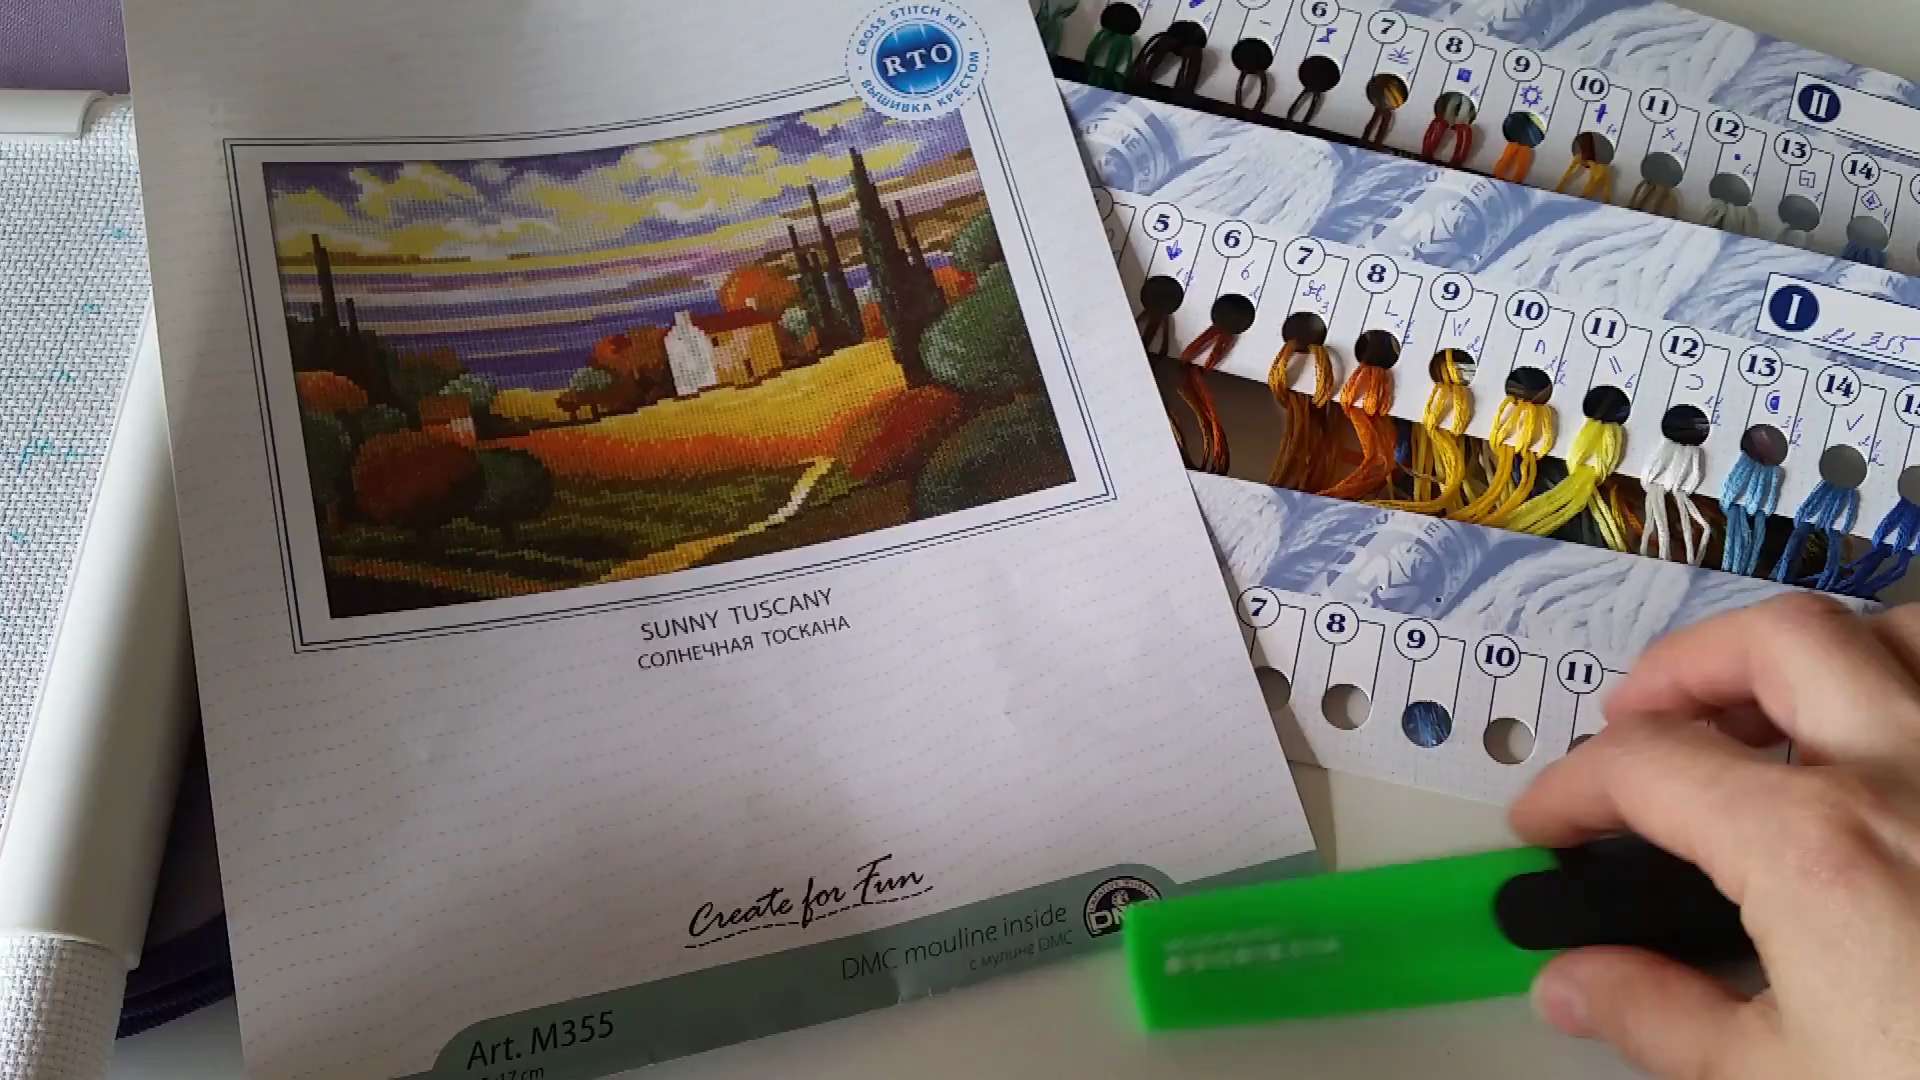 CROSS STITCH KIT
RTO
ВЫШИВКА КРЕСТОМ
SUNNY TUSCANY
СОЛНЕЧНАЯ ТОСКАНА
Create for Fun
DMC mouline inside
с мулине DMC
Art. M355
17 cm
6 7 8 9 10 11 12 13 14
II
5 6 7 8 9 10 11 12 13 14
I
7 8 9 10 11